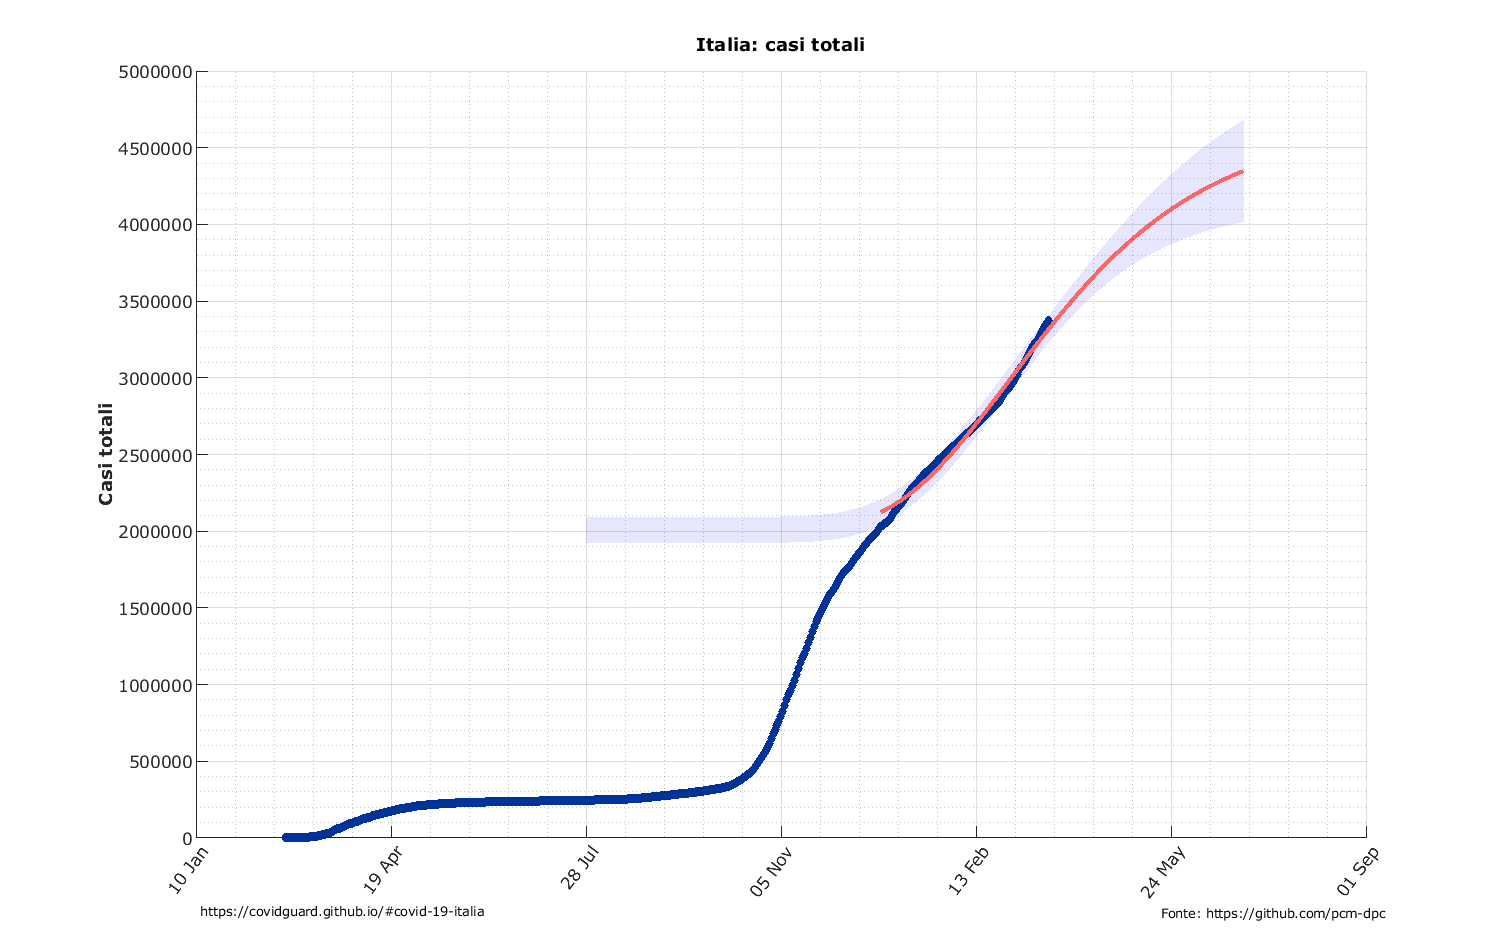 Italia: casi totali
5000000
4500000
4000000
3500000
3000000
2500000
2000000
1500000
1000000
500000
0
Casi totali
10 Jan
19 Apr
28 Jul
05 Nov
13 Feb
24 May
01 Sep
https://covidguard.github.io/#covid-19-italia
Fonte: https://github.com/pcm-dpc